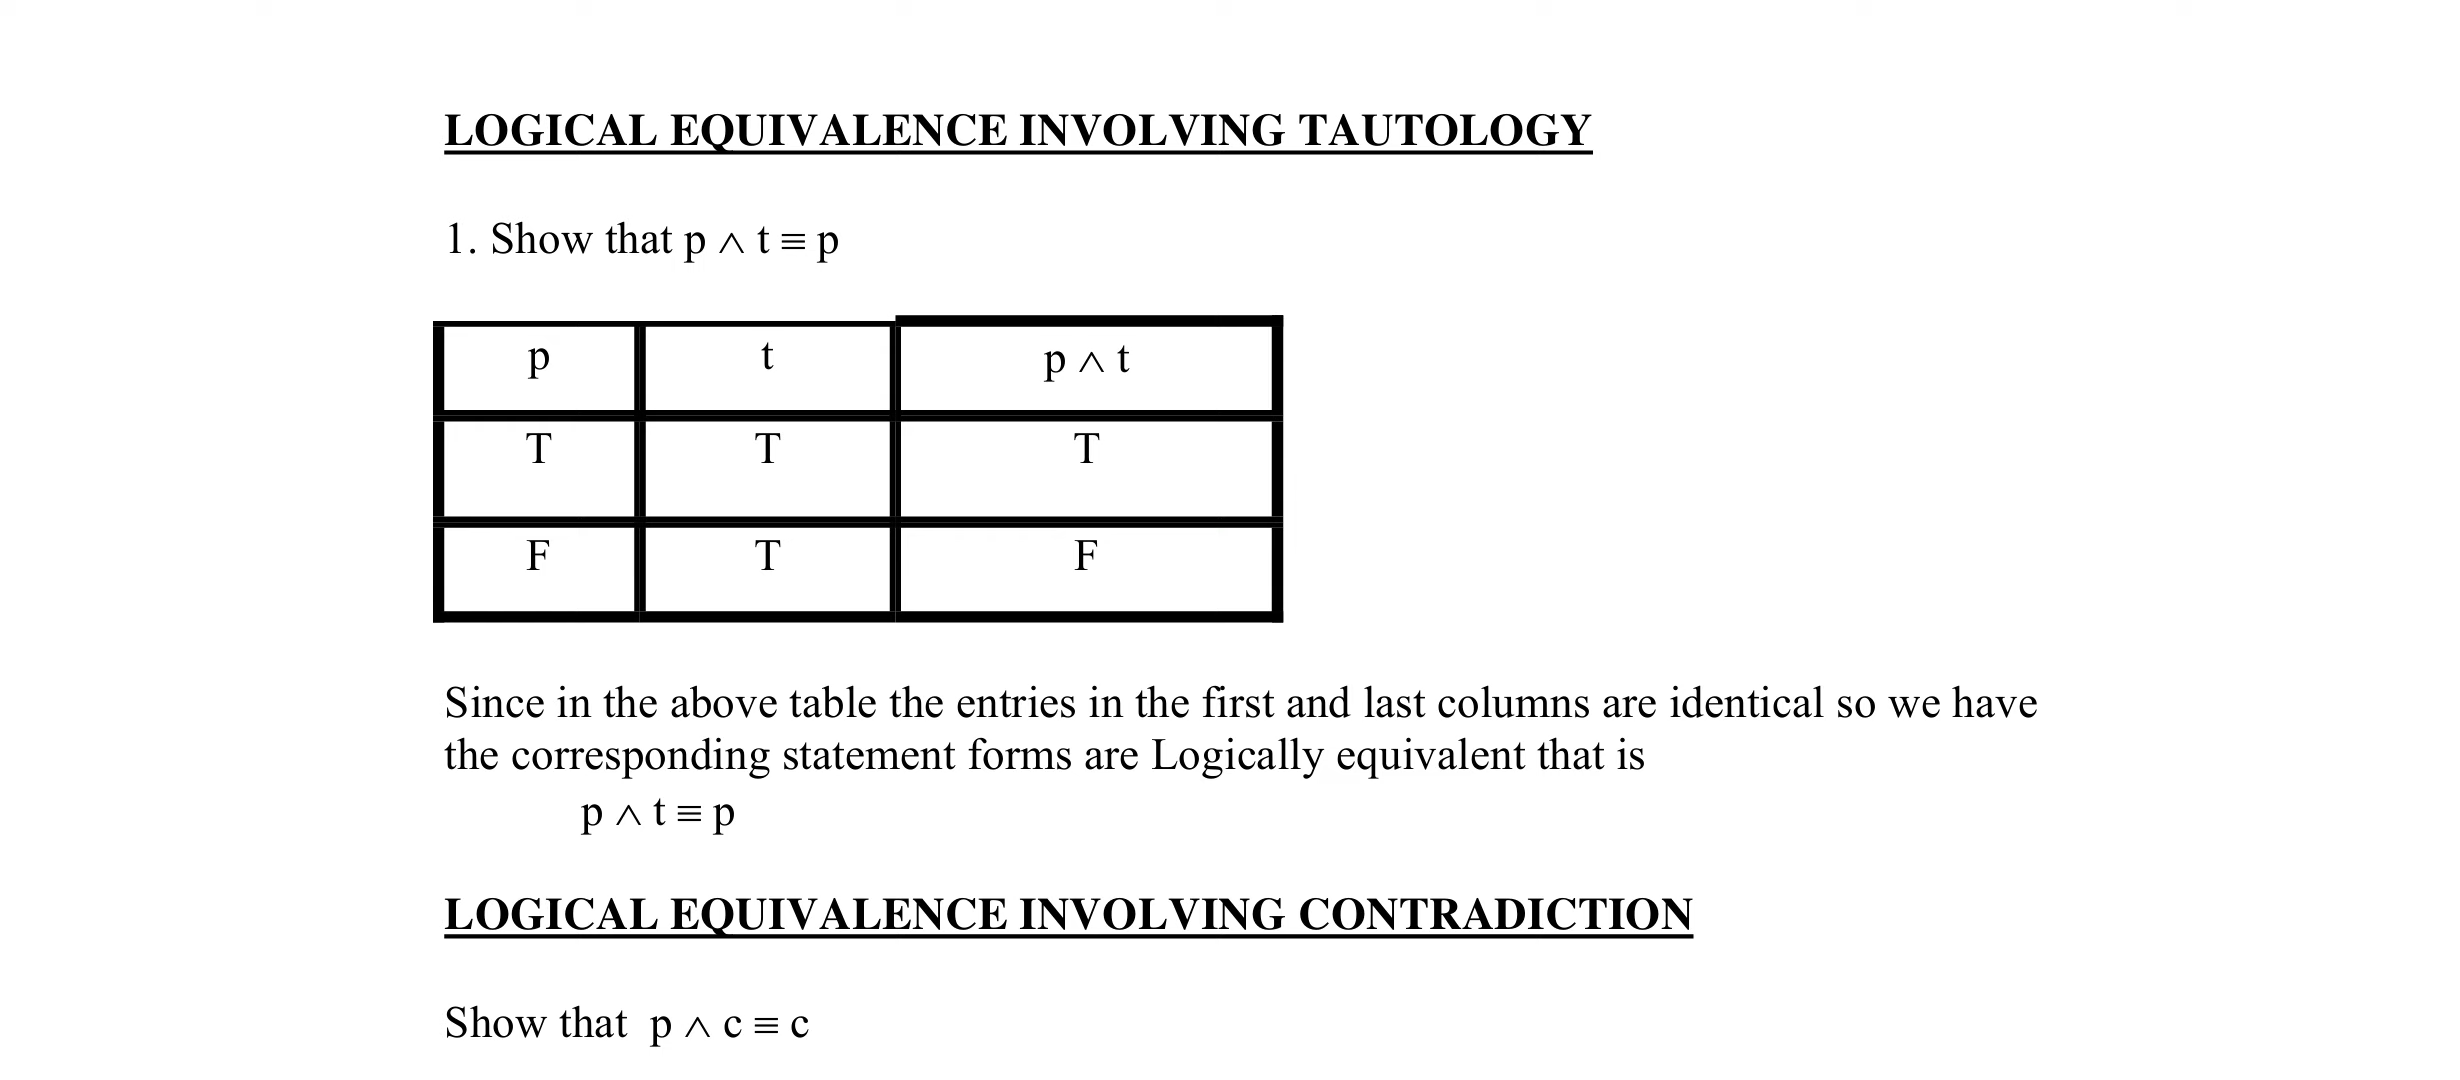 LOGICAL EQUIVALENCE INVOLVING TAUTOLOGY
1. Show that p ∧ t ≡ p
p t p ∧ t
T T T
F T F
Since in the above table the entries in the first and last columns are identical so we have
the corresponding statement forms are Logically equivalent that is
p ∧ t ≡ p
LOGICAL EQUIVALENCE INVOLVING CONTRADICTION
Show that p ∧ c ≡ c